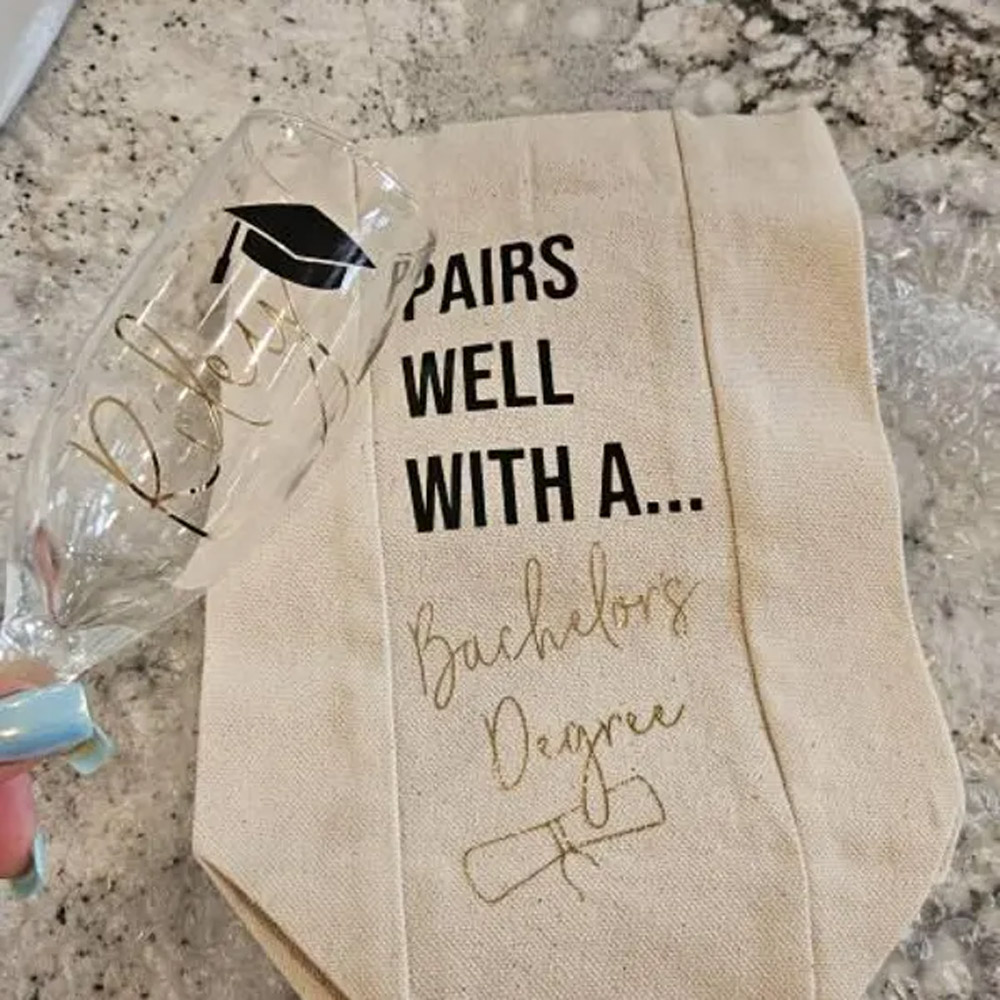 PAIRS
WELL
WITH A...
Bachelor's
Degree